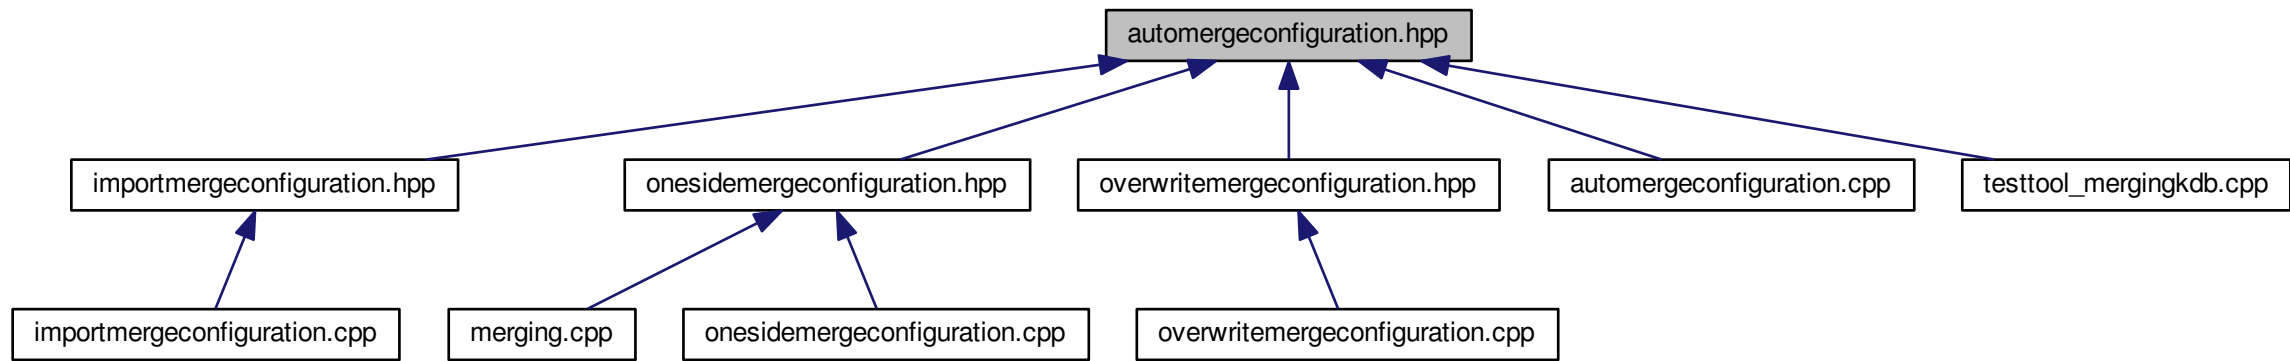 automergeconfiguration.hpp
importmergeconfiguration.hpp
onesidemergeconfiguration.hpp
overwritemergeconfiguration.hpp
automergeconfiguration.cpp
testtool_mergingkdb.cpp
importmergeconfiguration.cpp
merging.cpp
onesidemergeconfiguration.cpp
overwritemergeconfiguration.cpp